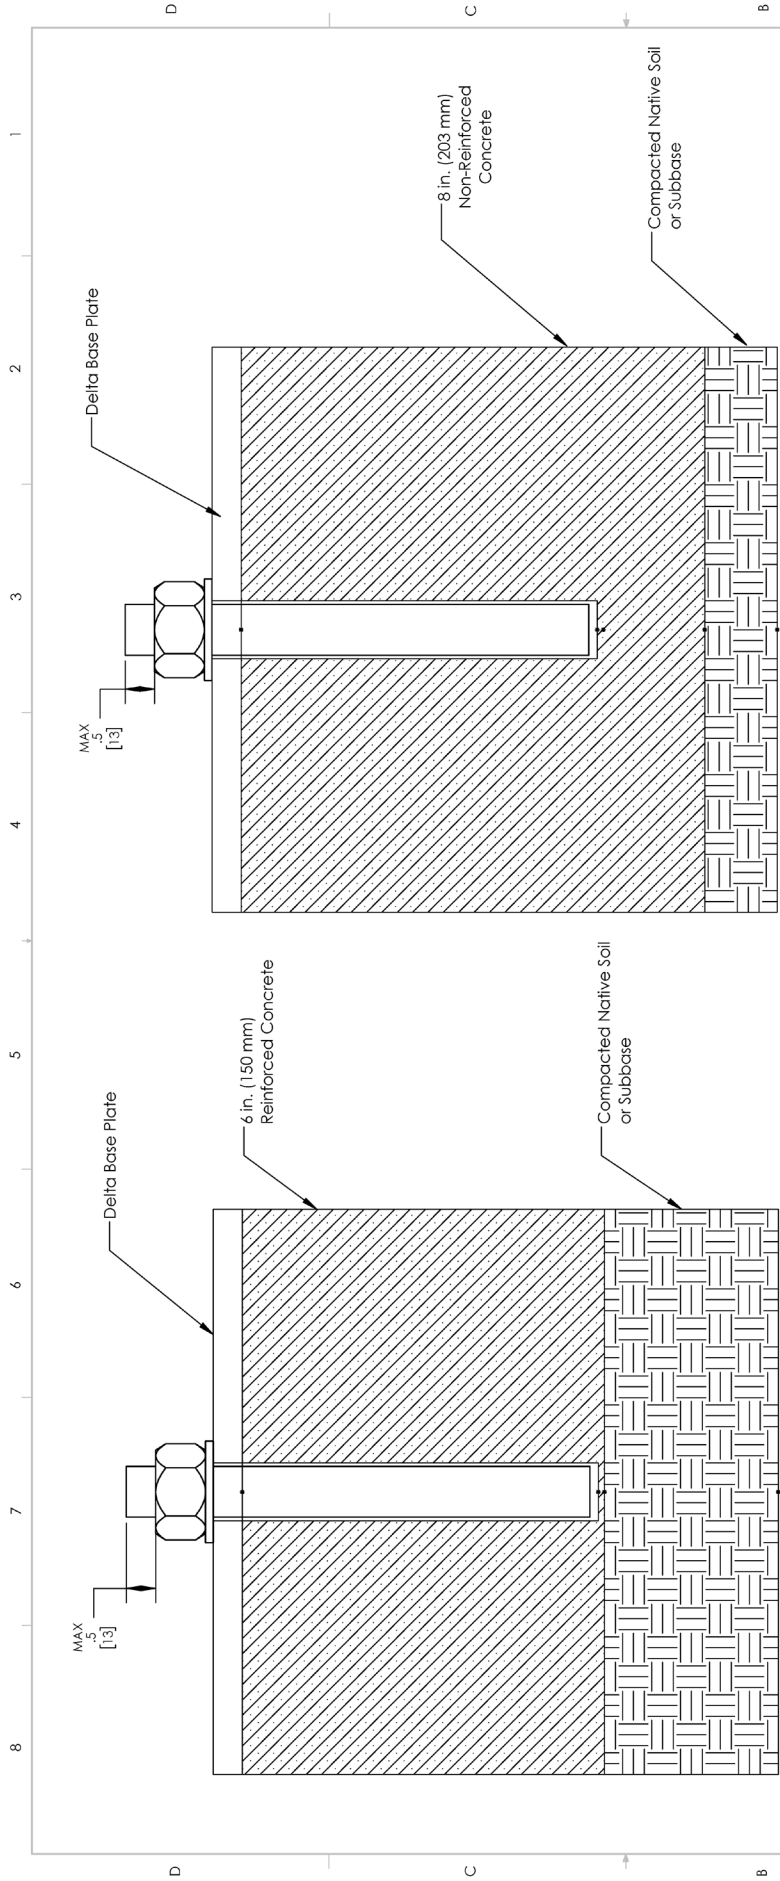 8
7
6
5
4
3
2
1
D
D
C
C
B
B
MAX
.5
[13]
Delta Base Plate
6 in. (150 mm)
Reinforced Concrete
Compacted Native Soil
or Subbase
MAX
.5
[13]
Delta Base Plate
8 in. (203 mm)
Non-Reinforced
Concrete
Compacted Native Soil
or Subbase